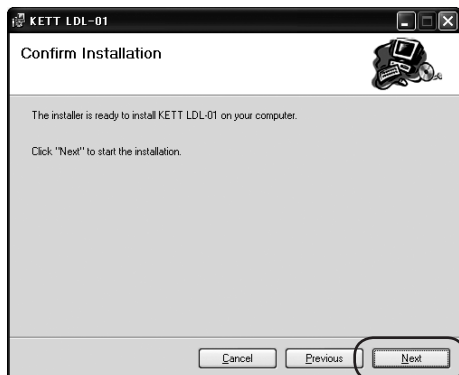 KETT LDL-01
Confirm Installation
The installer is ready to install KETT LDL-01 on your computer.
Click "Next" to start the installation.
Cancel Previous Next